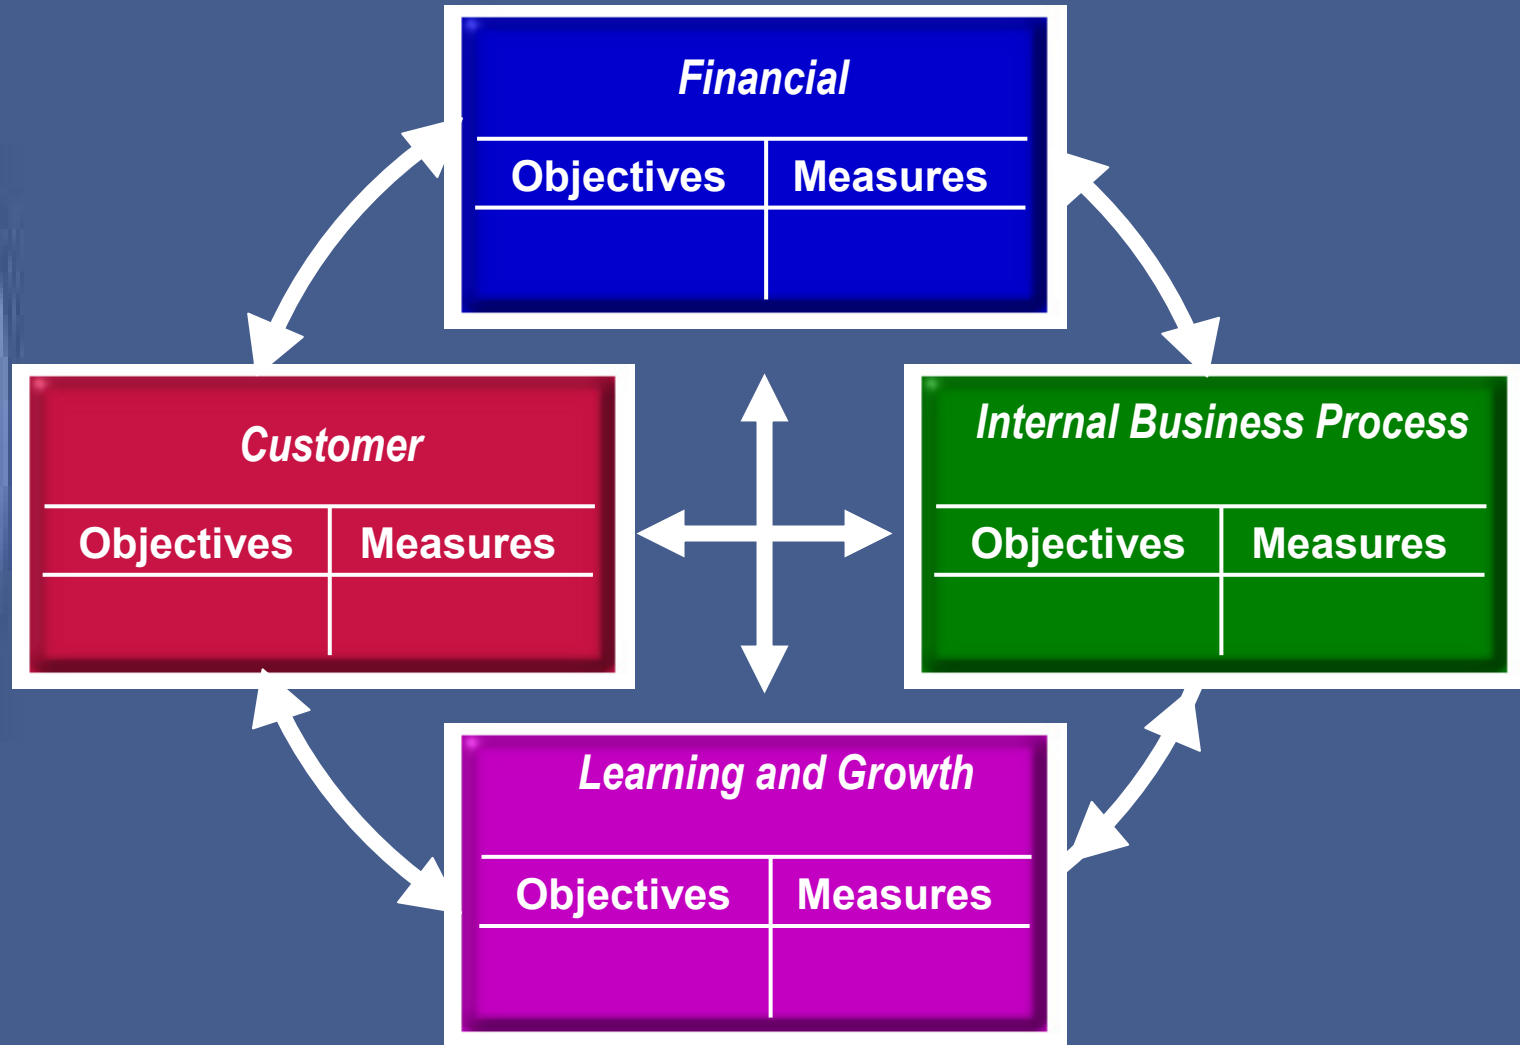 Financial
Objectives Measures
Customer
Objectives Measures
Internal Business Process
Objectives Measures
Learning and Growth
Objectives Measures